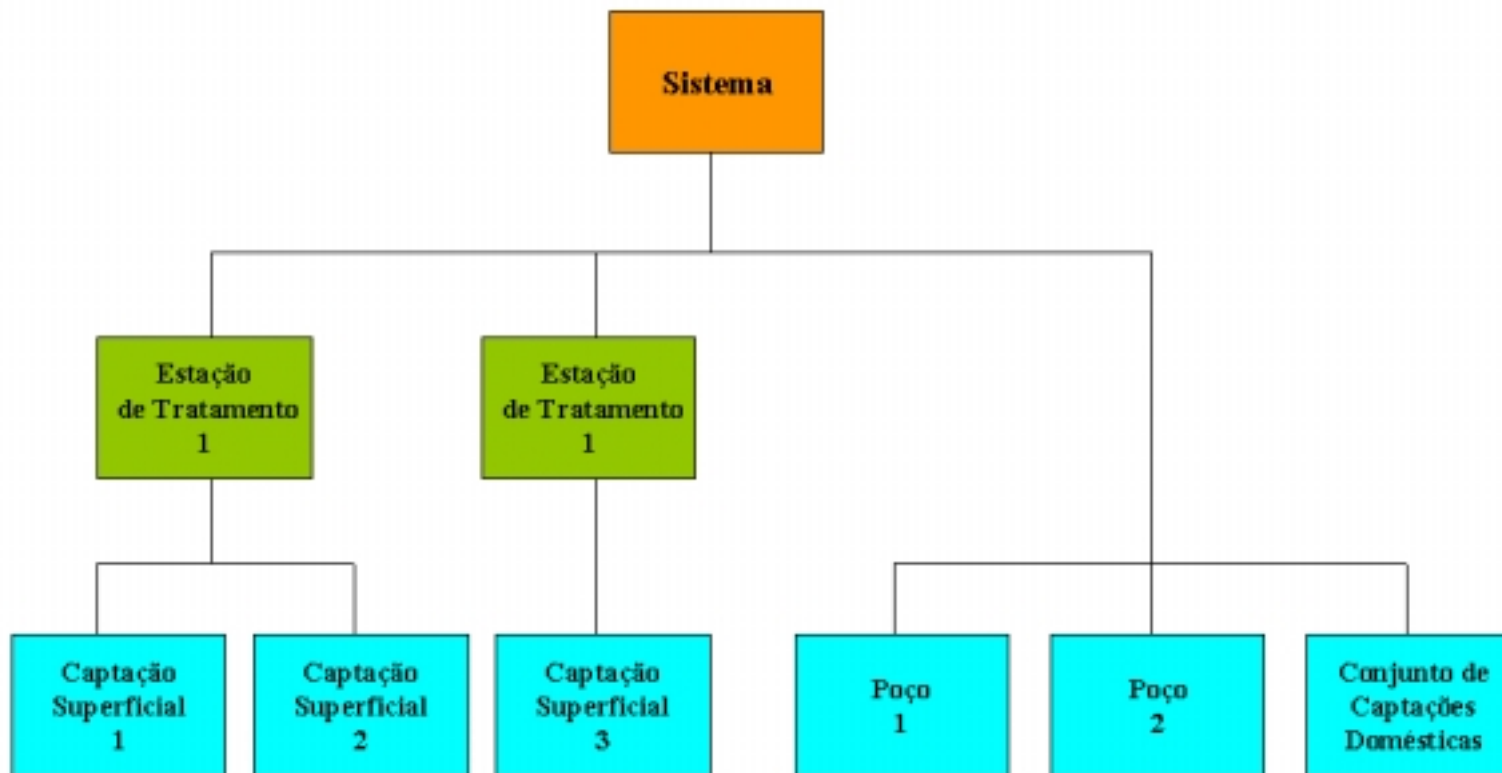 Sistema
Estação
de Tratamento
1
Estação
de Tratamento
1
Captação
Superficial
1
Captação
Superficial
2
Captação
Superficial
3
Poço
1
Poço
2
Conjunto de
Captações
Domésticas